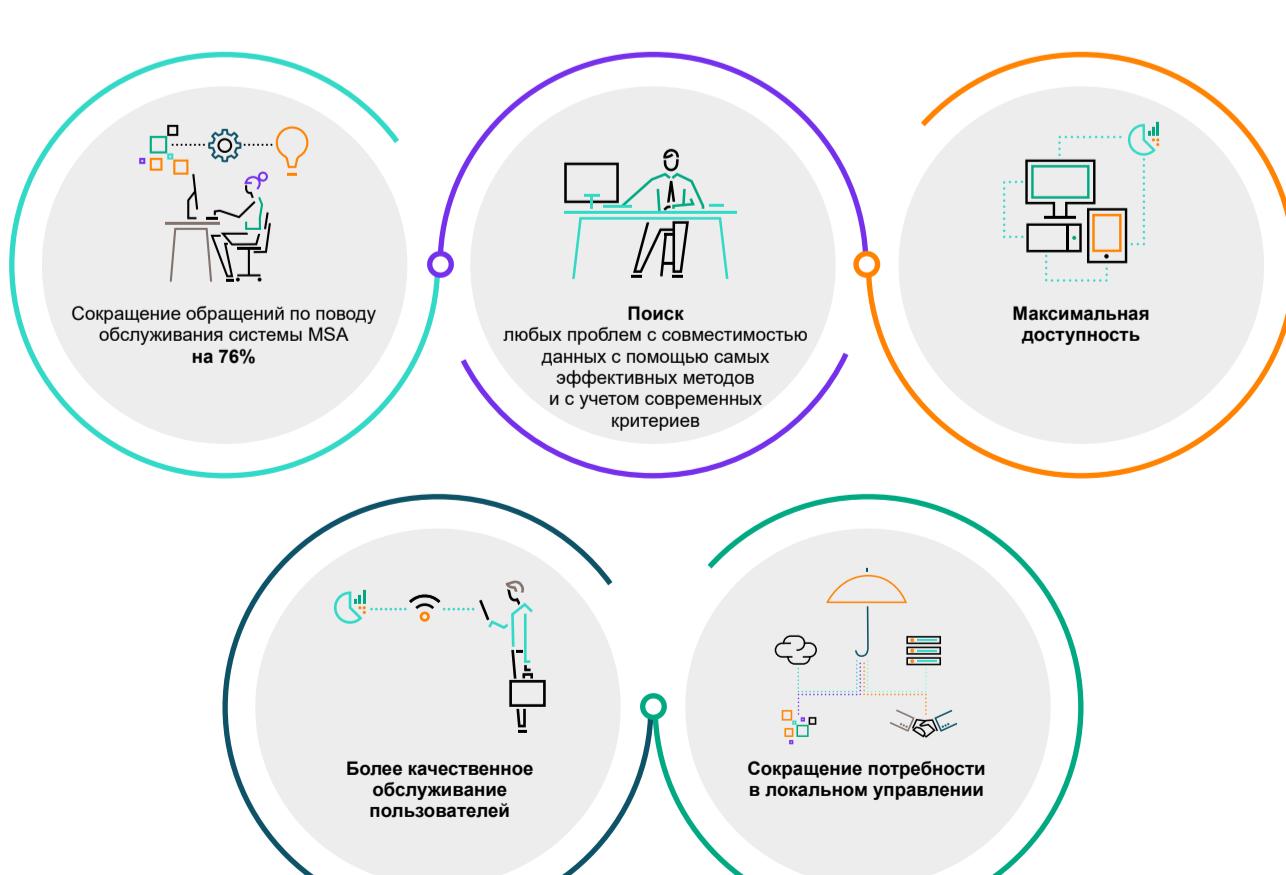 Сокращение обращений по поводу
обслуживания системы MSA
на 76%
Поиск
любых проблем с совместимостью
данных с помощью самых
эффективных методов
и с учетом современных
критериев
Максимальная
доступность
Более качественное
обслуживание
пользователей
Сокращение потребности
в локальном управлении